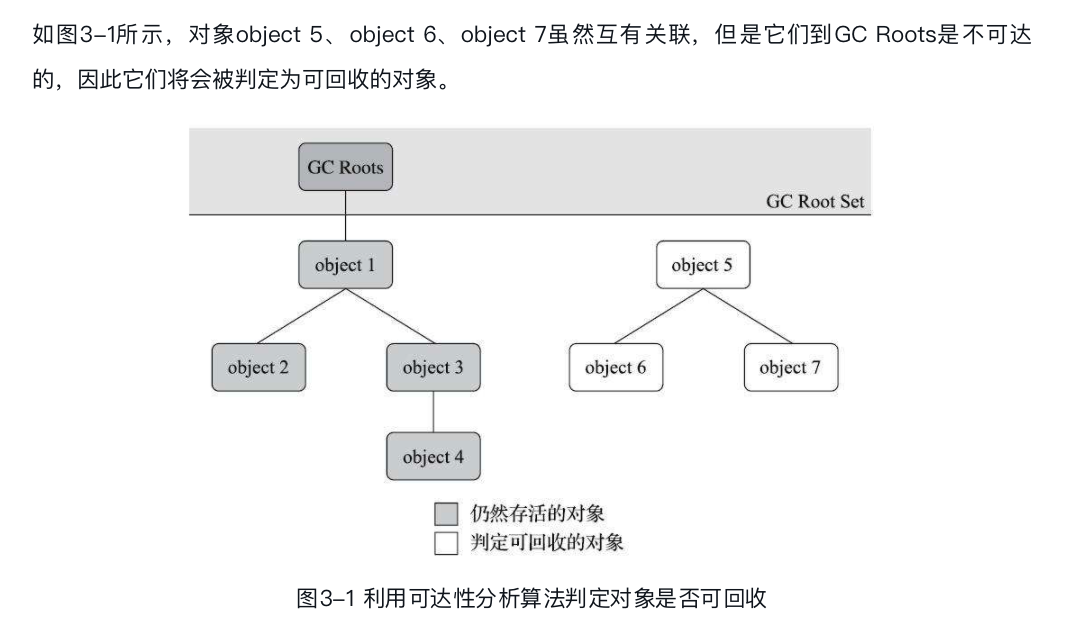 如图3-1所示，对象object 5、object 6、object 7虽然互有关联，但是它们到GC Roots是不可达
的，因此它们将会被判定为可回收的对象。
GC Roots
GC Root Set
object 1
object 5
object 2
object 3
object 6
object 7
object 4
仍然存活的对象
判定可回收的对象
图3-1 利用可达性分析算法判定对象是否可回收